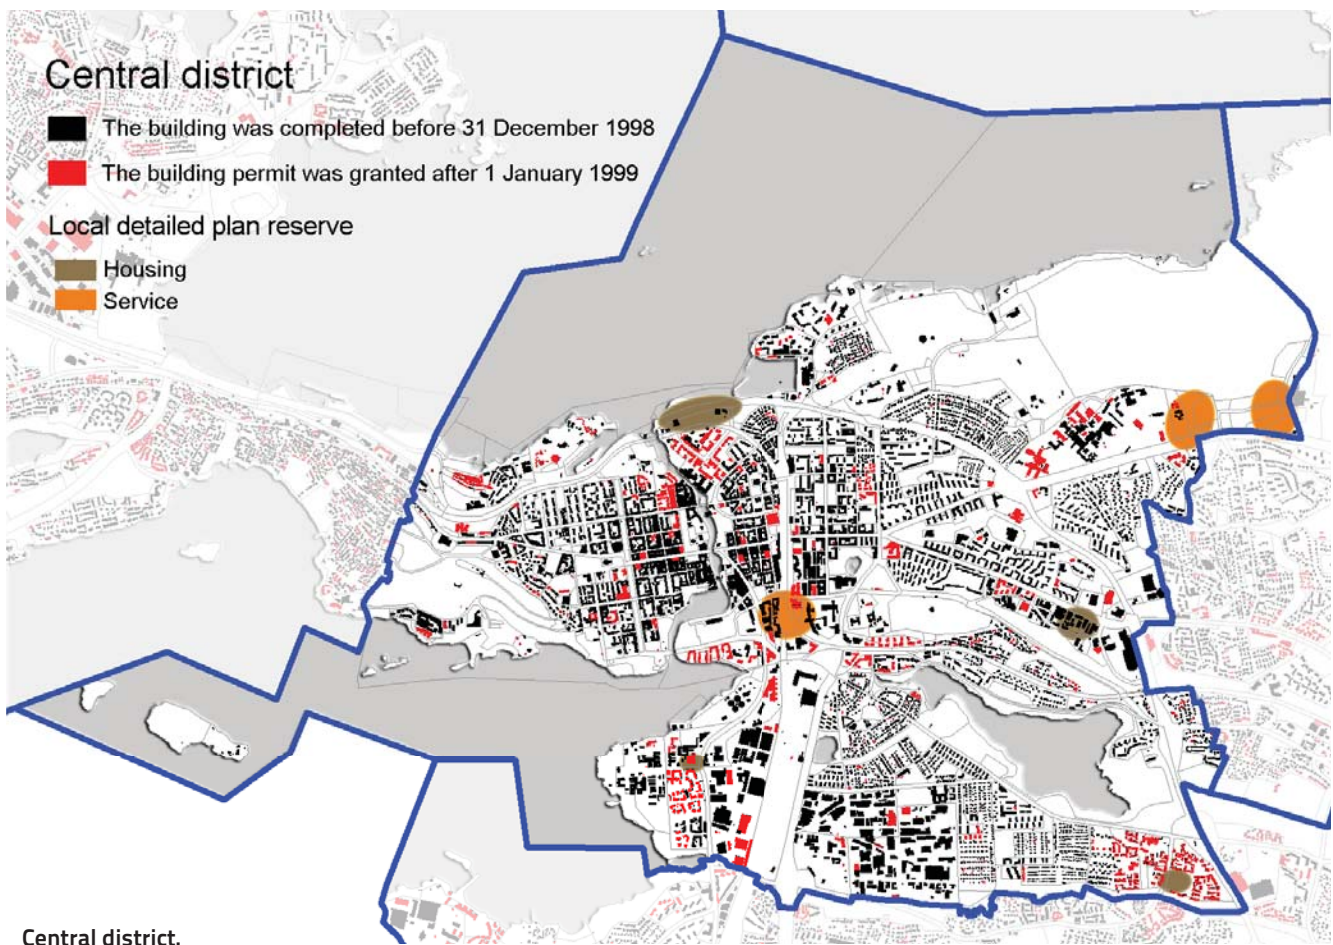 Central district
The building was completed before 31 December 1998
The building permit was granted after 1 January 1999
Local detailed plan reserve
Housing
Service
Central district.